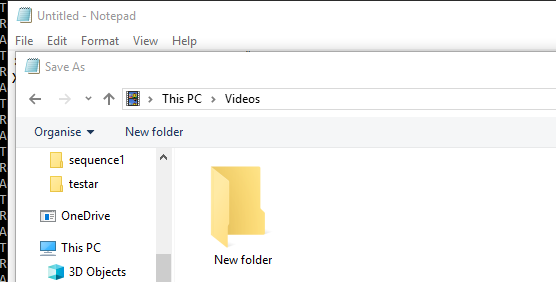 Untitled - Notepad
File Edit Format View Help
Save As
This PC Videos
Organise New folder
sequence1
testar
OneDrive
This PC
3D Objects
New folder